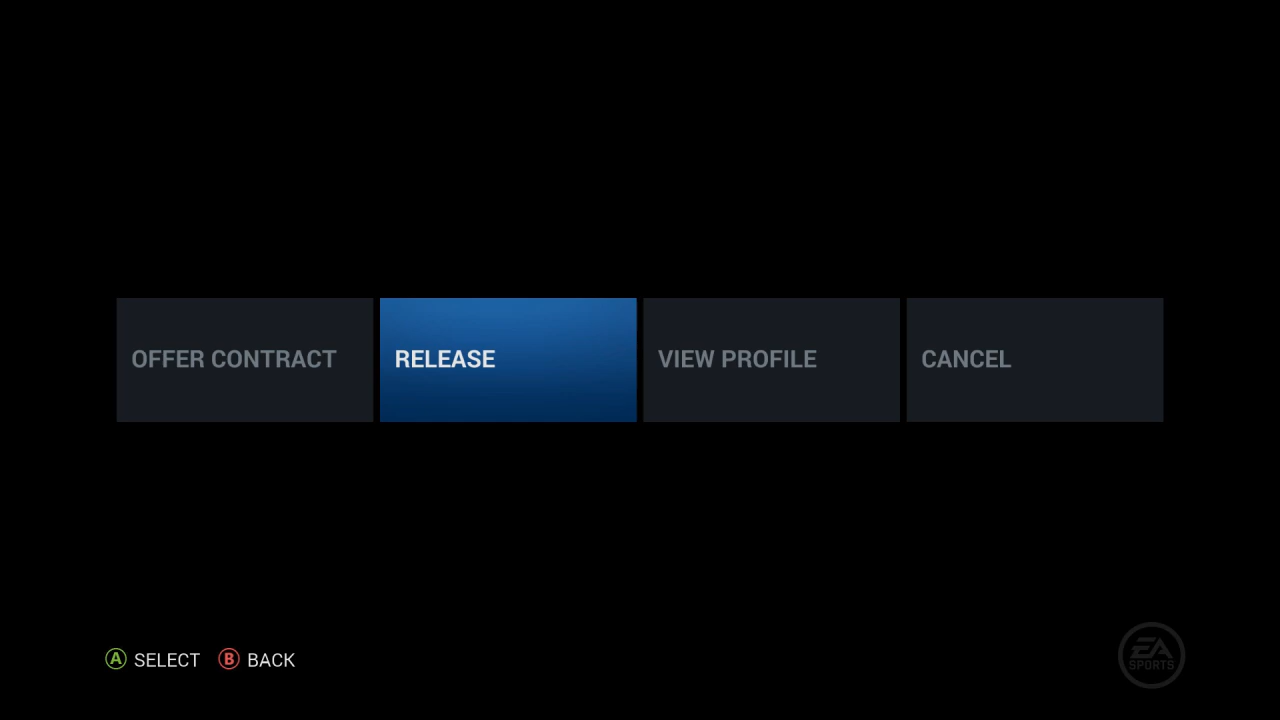 OFFER CONTRACT
RELEASE
VIEW PROFILE
CANCEL
A SELECT B BACK
EA
SPORTS